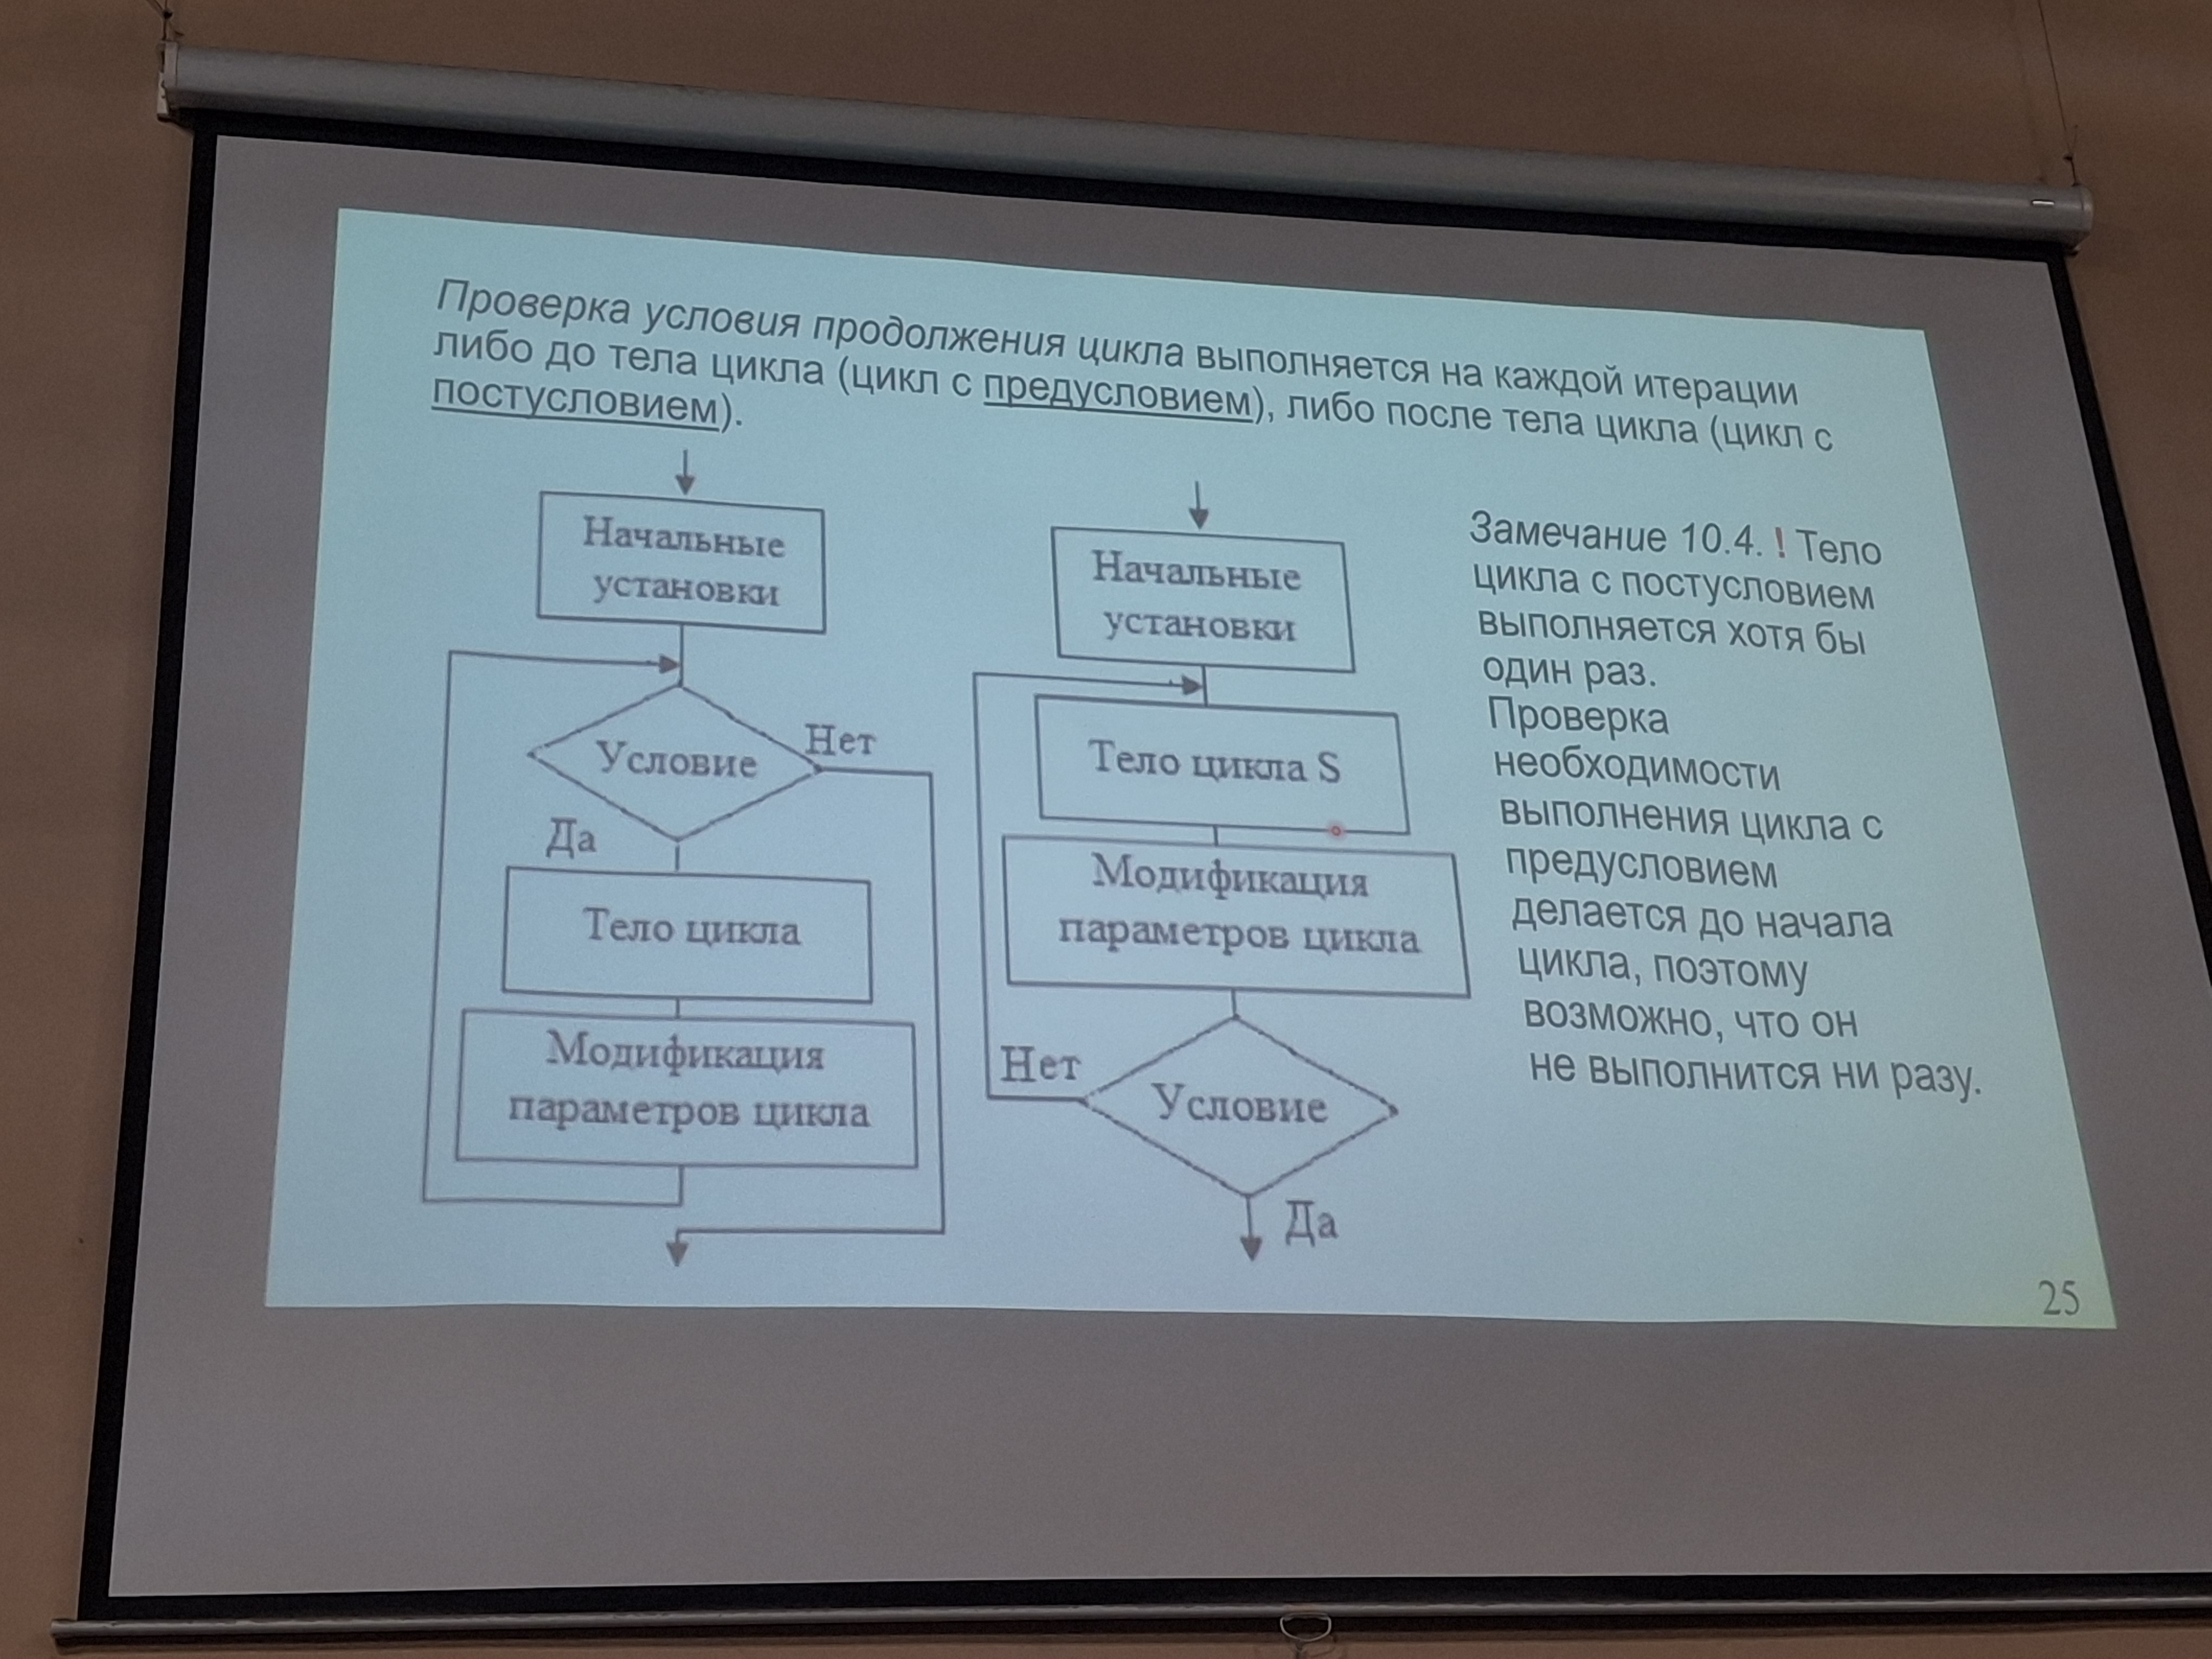 Проверка условия продолжения цикла выполняется на каждой итерации
либо до тела цикла (цикл с предусловием), либо после тела цикла (цикл с
постусловием).
Начальные
установки
Условие
Нет
Да
Тело цикла
Модификация
параметров цикла
Начальные
установки
Тело цикла S
Модификация
параметров цикла
Нет
Условие
Да
Замечание 10.4. ! Тело
цикла с постусловием
выполняется хотя бы
один раз.
Проверка
необходимости
выполнения цикла с
предусловием
делается до начала
цикла, поэтому
возможно, что он
не выполнится ни разу.
25